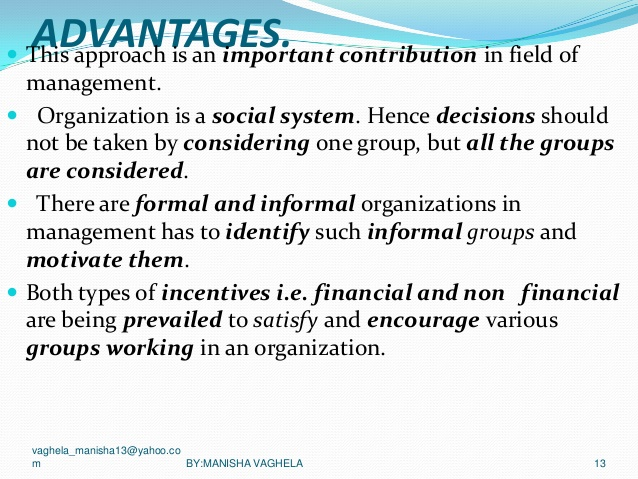 ADVANTAGES.
• This approach is an important contribution in field of
management.
• Organization is a social system. Hence decisions should
not be taken by considering one group, but all the groups
are considered.
• There are formal and informal organizations in
management has to identify such informal groups and
motivate them.
• Both types of incentives i.e. financial and non financial
are being prevailed to satisfy and encourage various
groups working in an organization.
vaghela_manisha13@yahoo.co
m
BY:MANISHA VAGHELA
13